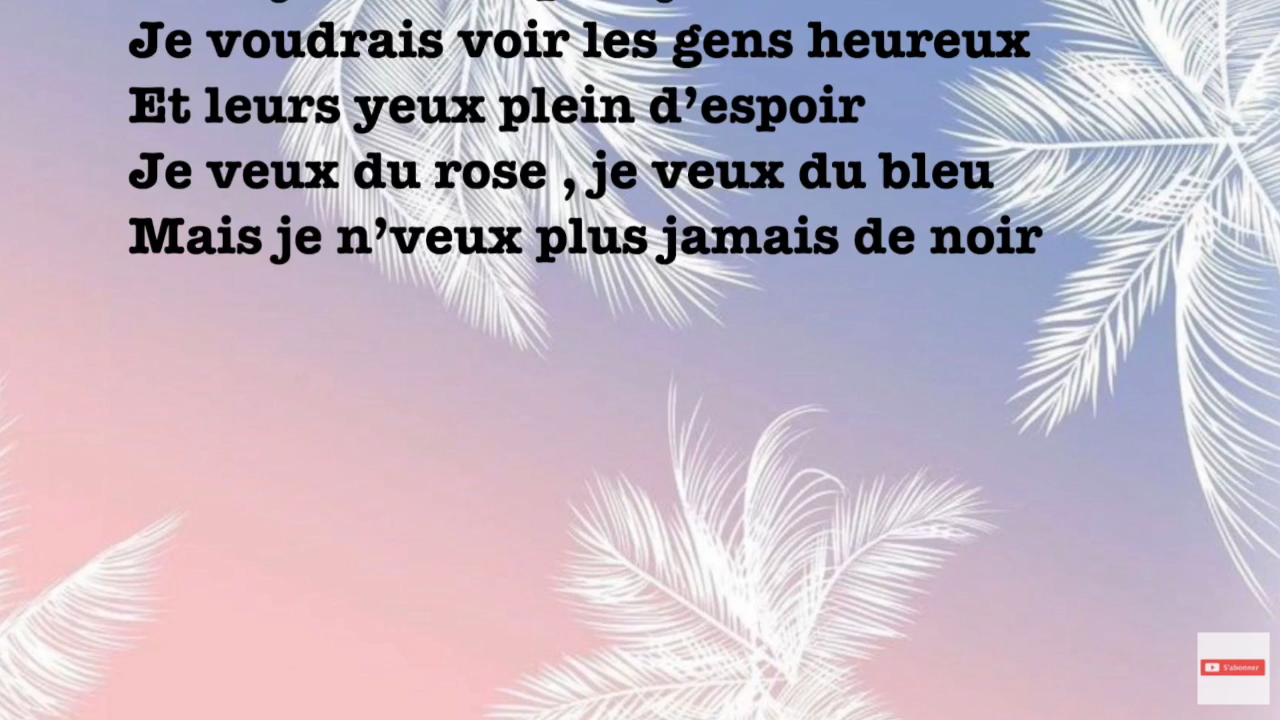 Je voudrais voir les gens heureux
Et leurs yeux plein d’espoir
Je veux du rose , je veux du bleu
Mais je n’veux plus jamais de noir
S'abonner